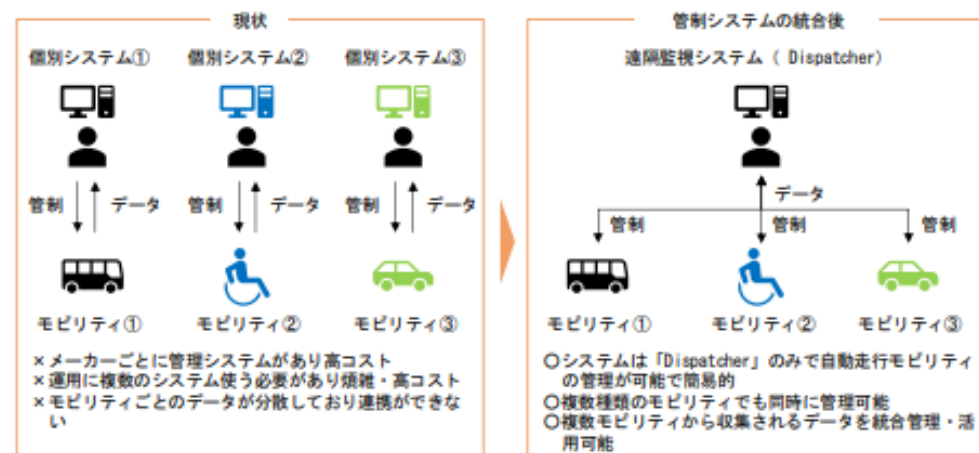 現状
個別システム①
個別システム②
個別システム③
管制
データ
管制
データ
管制
データ
モビリティ①
モビリティ②
モビリティ③
×メーカーごとに管理システムがあり高コスト
×運用に複数のシステム使う必要があり煩雑・高コスト
×モビリティごとのデータが分散しており連携ができな
い
管制システムの統合後
遠隔監視システム（ Dispatcher）
データ
管制
管制
管制
モビリティ①
モビリティ②
モビリティ③
○システムは「Dispatcher」のみで自動走行モビリティ
の管理が可能で簡易的
○複数種類のモビリティでも同時に管理可能
○複数モビリティから収集されるデータを統合管理・活
用可能